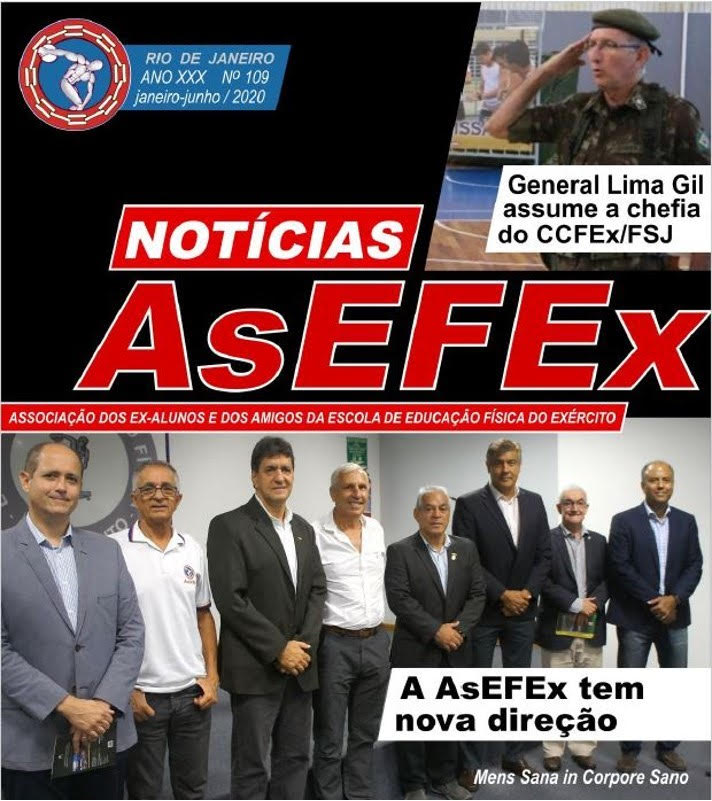 RIO DE JANEIRO
ANO XXX Nº 109
janeiro-junho / 2020
General Lima Gil
assume a chefia
do CCFEx/FSJ
NOTÍCIAS
AsEFEx
ASSOCIAÇÃO DOS EX-ALUNOS E DOS AMIGOS DA ESCOLA DE EDUCAÇÃO FÍSICA DO EXÉRCITO
A AsEFEx tem
nova direção
Mens Sana in Corpore Sano